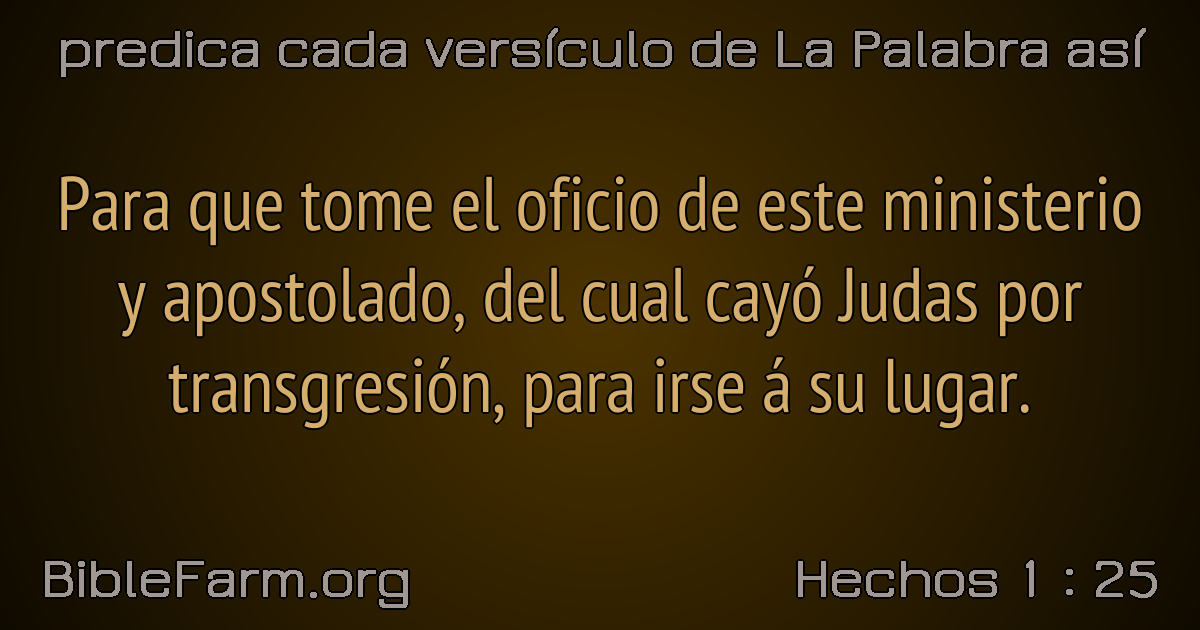 predica cada versículo de La Palabra así
Para que tome el oficio de este ministerio
y apostolado, del cual cayó Judas por
transgresión, para irse á su lugar.
BibleFarm.org
Hechos 1 : 25